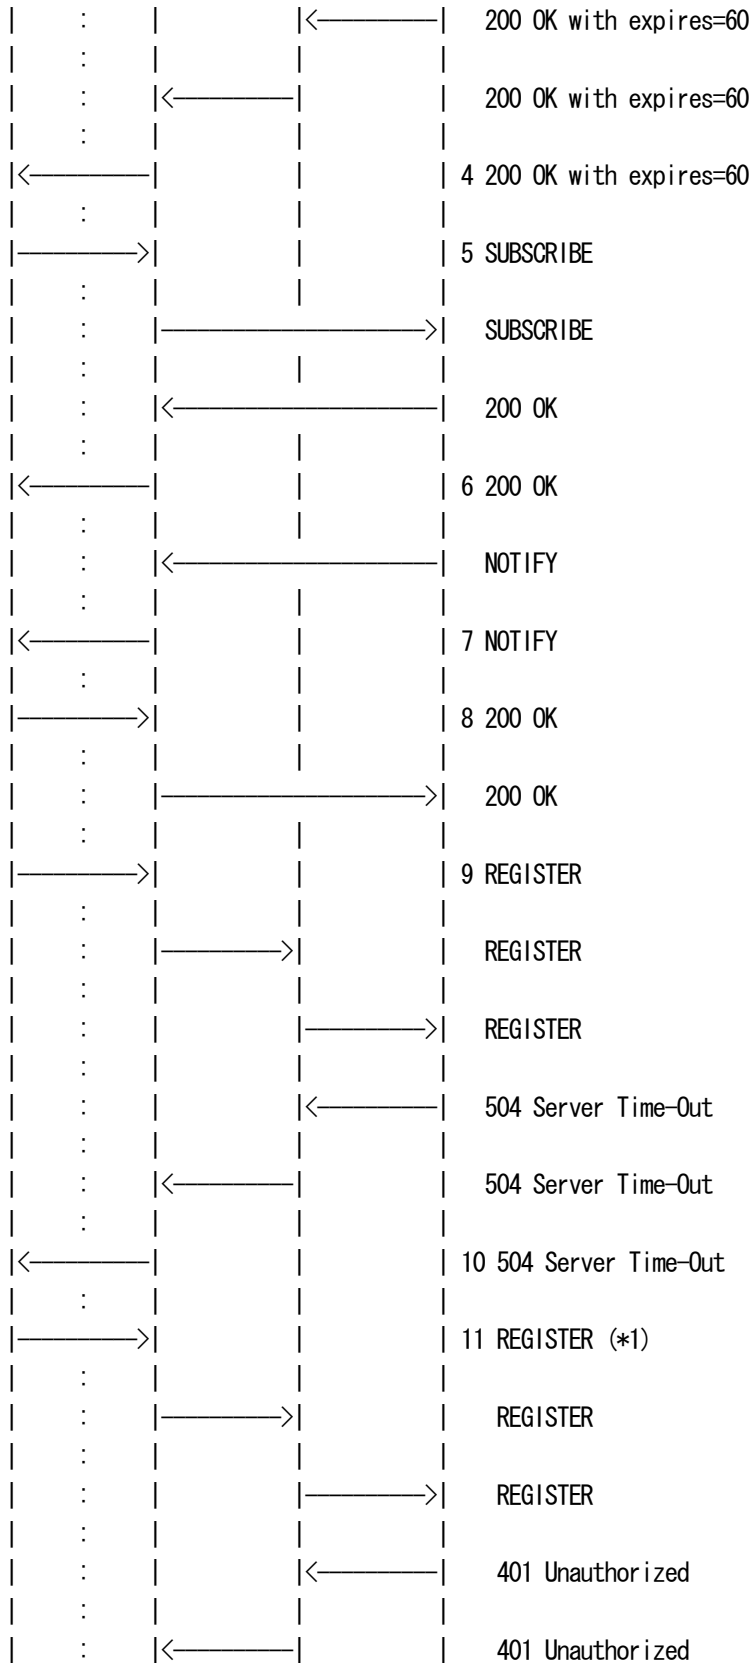 200 OK with expires=60
200 OK with expires=60
4 200 OK with expires=60
5 SUBSCRIBE
SUBSCRIBE
200 OK
6 200 OK
NOTIFY
7 NOTIFY
8 200 OK
200 OK
9 REGISTER
REGISTER
REGISTER
504 Server Time-Out
504 Server Time-Out
10 504 Server Time-Out
11 REGISTER (*1)
REGISTER
REGISTER
401 Unauthorized
401 Unauthorized